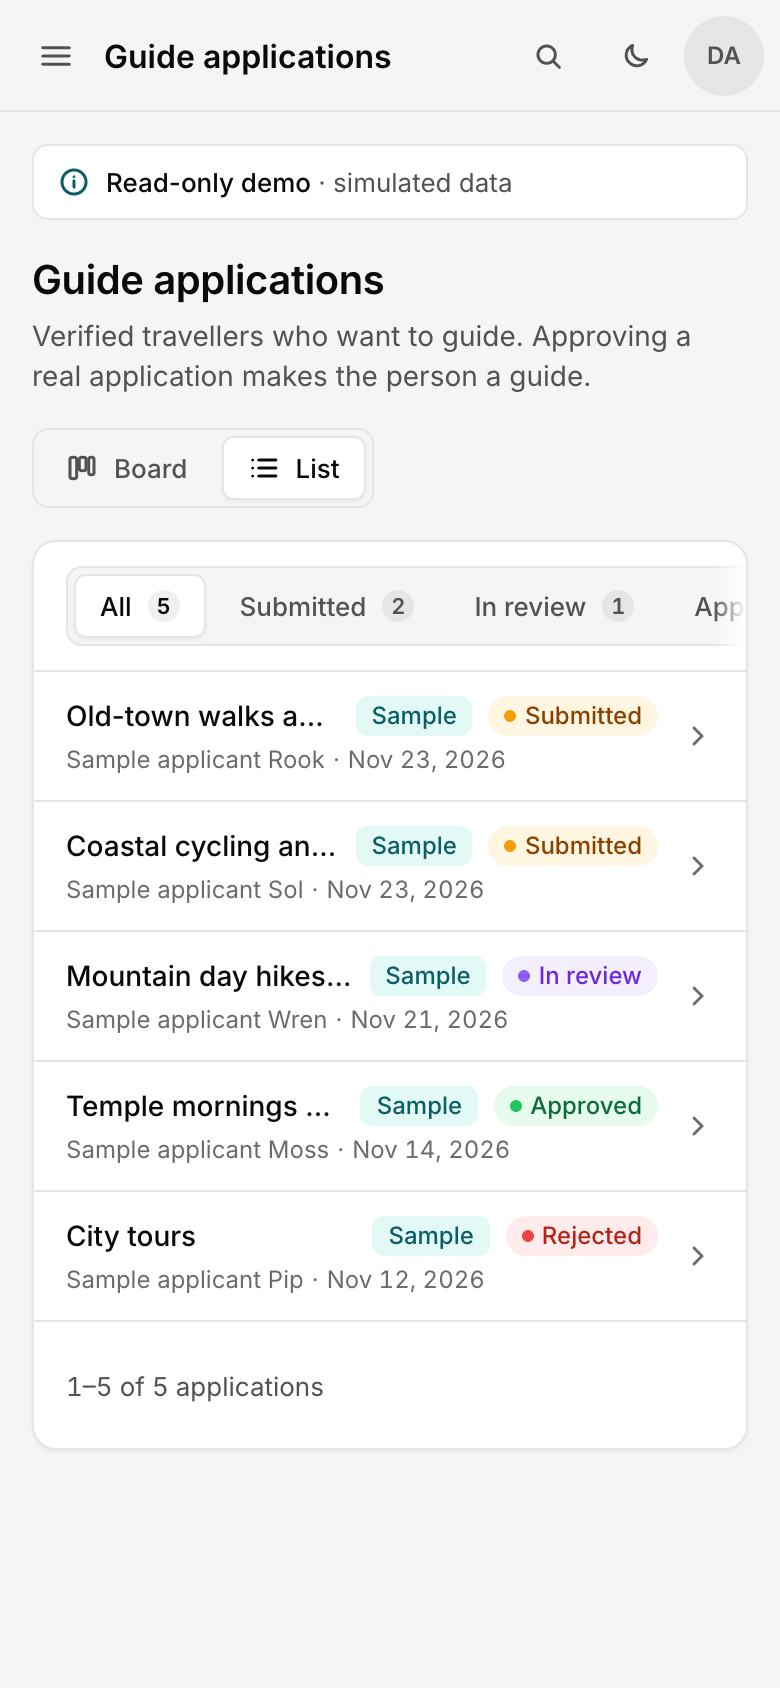 Guide applications
DA
Read-only demo · simulated data
Guide applications
Verified travellers who want to guide. Approving a
real application makes the person a guide.
Board
List
All 5
Submitted 2
In review 1
App
Old-town walks a... Sample Submitted
Sample applicant Rook · Nov 23, 2026
Coastal cycling an... Sample Submitted
Sample applicant Sol · Nov 23, 2026
Mountain day hikes... Sample In review
Sample applicant Wren · Nov 21, 2026
Temple mornings ... Sample Approved
Sample applicant Moss · Nov 14, 2026
City tours Sample Rejected
Sample applicant Pip · Nov 12, 2026
1–5 of 5 applications